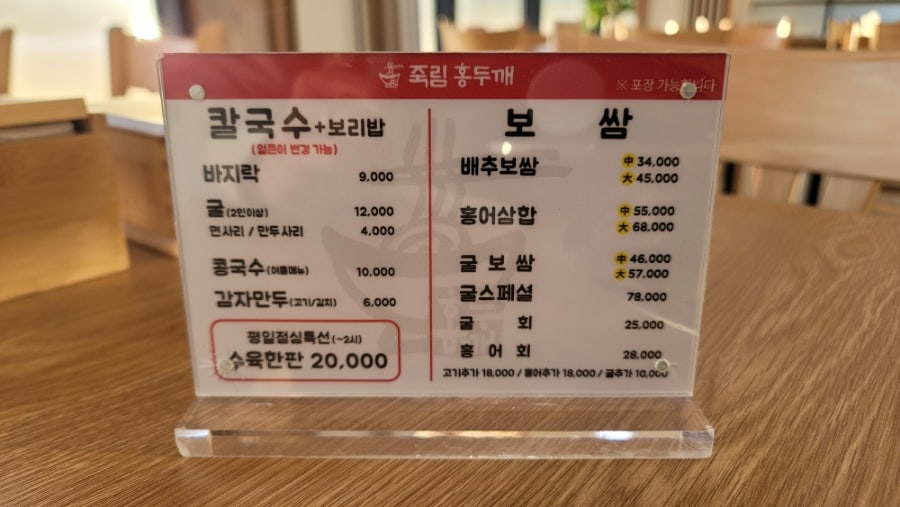 죽림 홍두깨
※ 포장 가능합니다
칼국수+보리밥
(얼큰이 변경 가능)
바지락 9,000
굴(2인이상) 12,000
면사리 / 만두사리 4,000
콩국수(여름메뉴) 10,000
감자만두(고기/김치) 6,000
평일점심특선(~2시)
수육한판 20,000
보 쌈
배추보쌈 中 34,000
大 45,000
홍어삼합 中 55,000
大 68,000
굴 보 쌈 中 46,000
大 57,000
굴스페셜 78,000
굴 회 25,000
홍 어 회 28,000
고기추가 18,000 / 홍어추가 18,000 / 굴추가 10,000